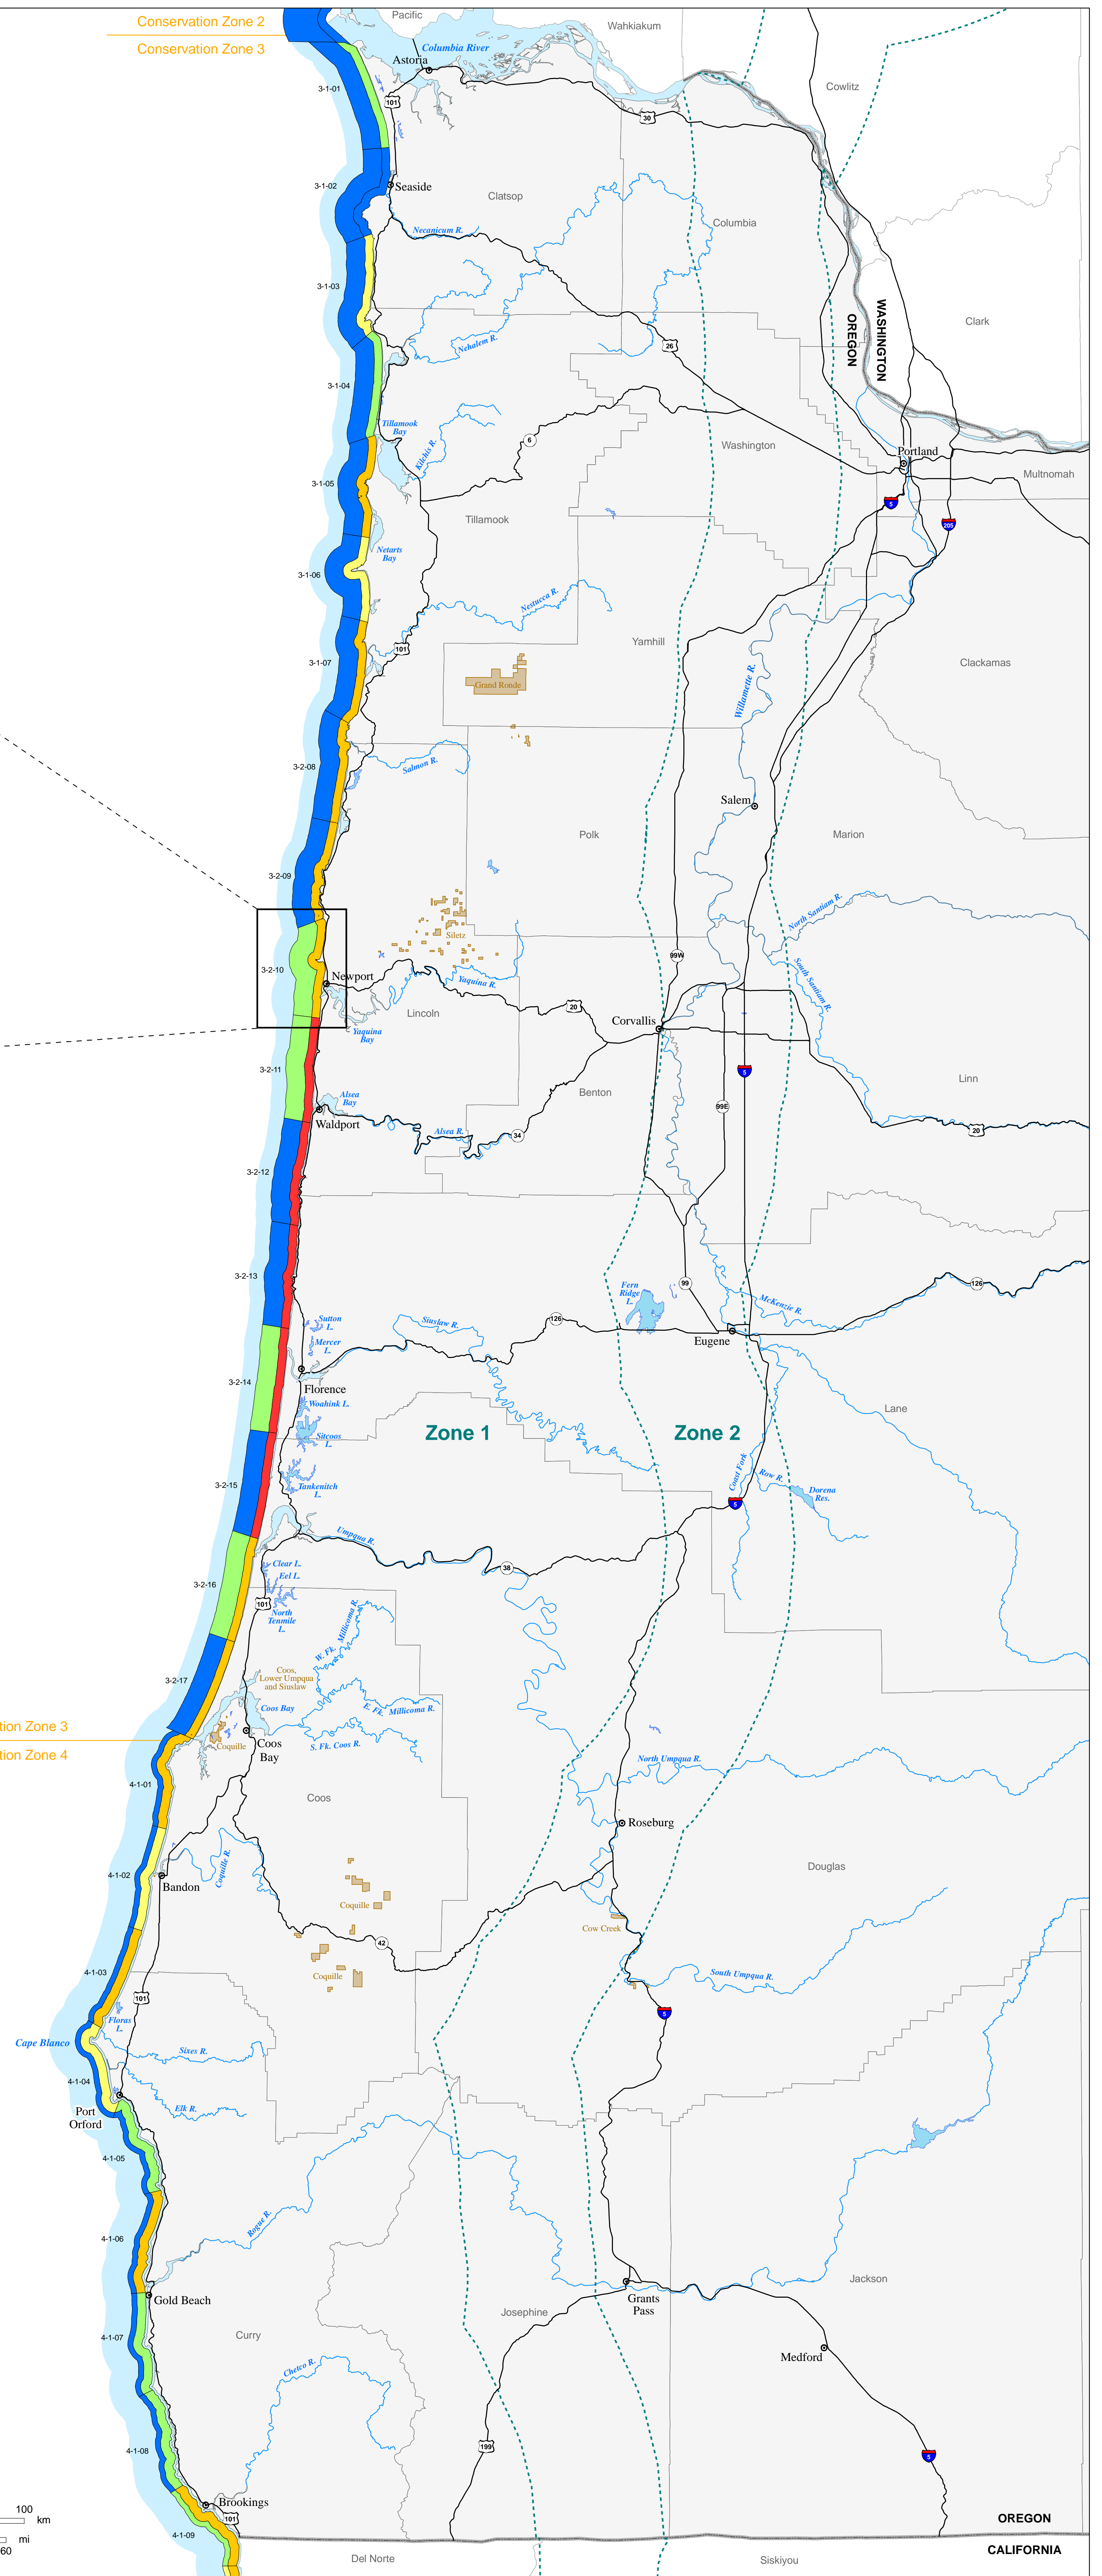 Conservation Zone 2
Conservation Zone 3
Pacific
Wahkiakum
Columbia River
Astoria
Cowlitz
3-1-01
101
30
3-1-02
Seaside
Clatsop
Columbia
Necanicum R.
3-1-03
WASHINGTON
OREGON
Clark
Nehalem R.
26
3-1-04
Tillamook
Bay
Kilchis R.
6
Washington
Portland
Multnomah
3-1-05
5
205
Tillamook
Netarts
Bay
3-1-06
Nestucca R.
101
Yamhill
3-1-07
Clackamas
Grand Ronde
Willamette R.
3-2-08
Salmon R.
Salem
Polk
Marion
3-2-09
North Santiam R.
Siletz
99W
3-2-10
Newport
Yaquina R.
South Santiam R.
20
Lincoln
Corvallis
Yaquina
Bay
3-2-11
5
Linn
Alsea
Bay
Benton
99E
Waldport
Alsea R.
34
20
3-2-12
3-2-13
Fern
Ridge
L.
99
126
McKenzie R.
Sutton
L.
Siuslaw R.
126
Mercer
L.
Eugene
3-2-14
Florence
Woahink L.
Lane
Zone 1
Zone 2
Sitcoos
L.
Coast Fork
Row R.
3-2-15
Tankenitch
L.
Dorena
Res.
5
Umpqua R.
Clear L.
38
Eel L.
3-2-16
101
North
Tenmile
L.
W. Fk. Millicoma R.
Coos,
Lower Umpqua
and Siuslaw
3-2-17
Coos Bay
E. Fk. Millicoma R.
tion Zone 3
tion Zone 4
Coquille
Coos
Bay
S. Fk. Coos R.
North Umpqua R.
4-1-01
Coos
Roseburg
Coquille R.
Douglas
4-1-02
Bandon
Coquille
Cow Creek
42
4-1-03
Coquille
South Umpqua R.
101
5
Floras
L.
Cape Blanco
Sixes R.
4-1-04
Port
Orford
Elk R.
4-1-05
Rogue R.
4-1-06
Gold Beach
Grants
Pass
Jackson
Josephine
4-1-07
Curry
Medford
Chetco R.
199
4-1-08
5
Brookings
100
km
101
OREGON
4-1-09
mi
60
CALIFORNIA
Del Norte
Siskiyou